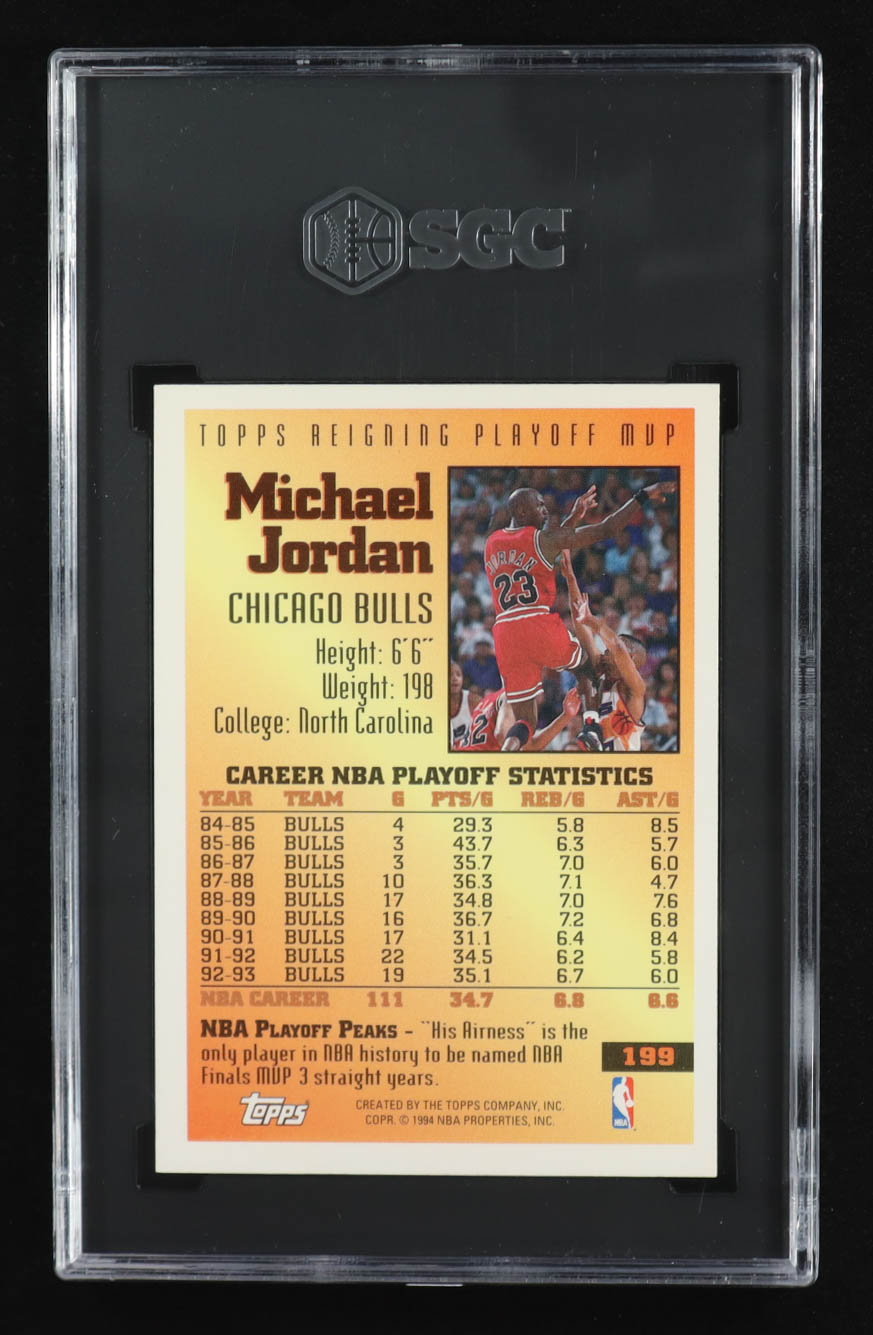 SGC
TOPPS REIGNING PLAYOFF MVP
Michael
Jordan
CHICAGO BULLS
Height: 6'6"
Weight: 198
College: North Carolina
JORDAN
23
32
CAREER NBA PLAYOFF STATISTICS
YEAR TEAM G PTS/G REB/G AST/G
84-85 BULLS 4 29.3 5.8 8.5
85-86 BULLS 3 43.7 6.3 5.7
86-87 BULLS 3 35.7 7.0 6.0
87-88 BULLS 10 36.3 7.1 4.7
88-89 BULLS 17 34.8 7.0 7.6
89-90 BULLS 16 36.7 7.2 6.8
90-91 BULLS 17 31.1 6.4 8.4
91-92 BULLS 22 34.5 6.2 5.8
92-93 BULLS 19 35.1 6.7 6.0
NBA CAREER 111 34.7 6.8 6.6
NBA PLAYOFF PEAKS - "His Airness" is the
only player in NBA history to be named NBA
Finals MVP 3 straight years.
199
TOPPS
CREATED BY THE TOPPS COMPANY, INC.
COPR. © 1994 NBA PROPERTIES, INC.
NBA